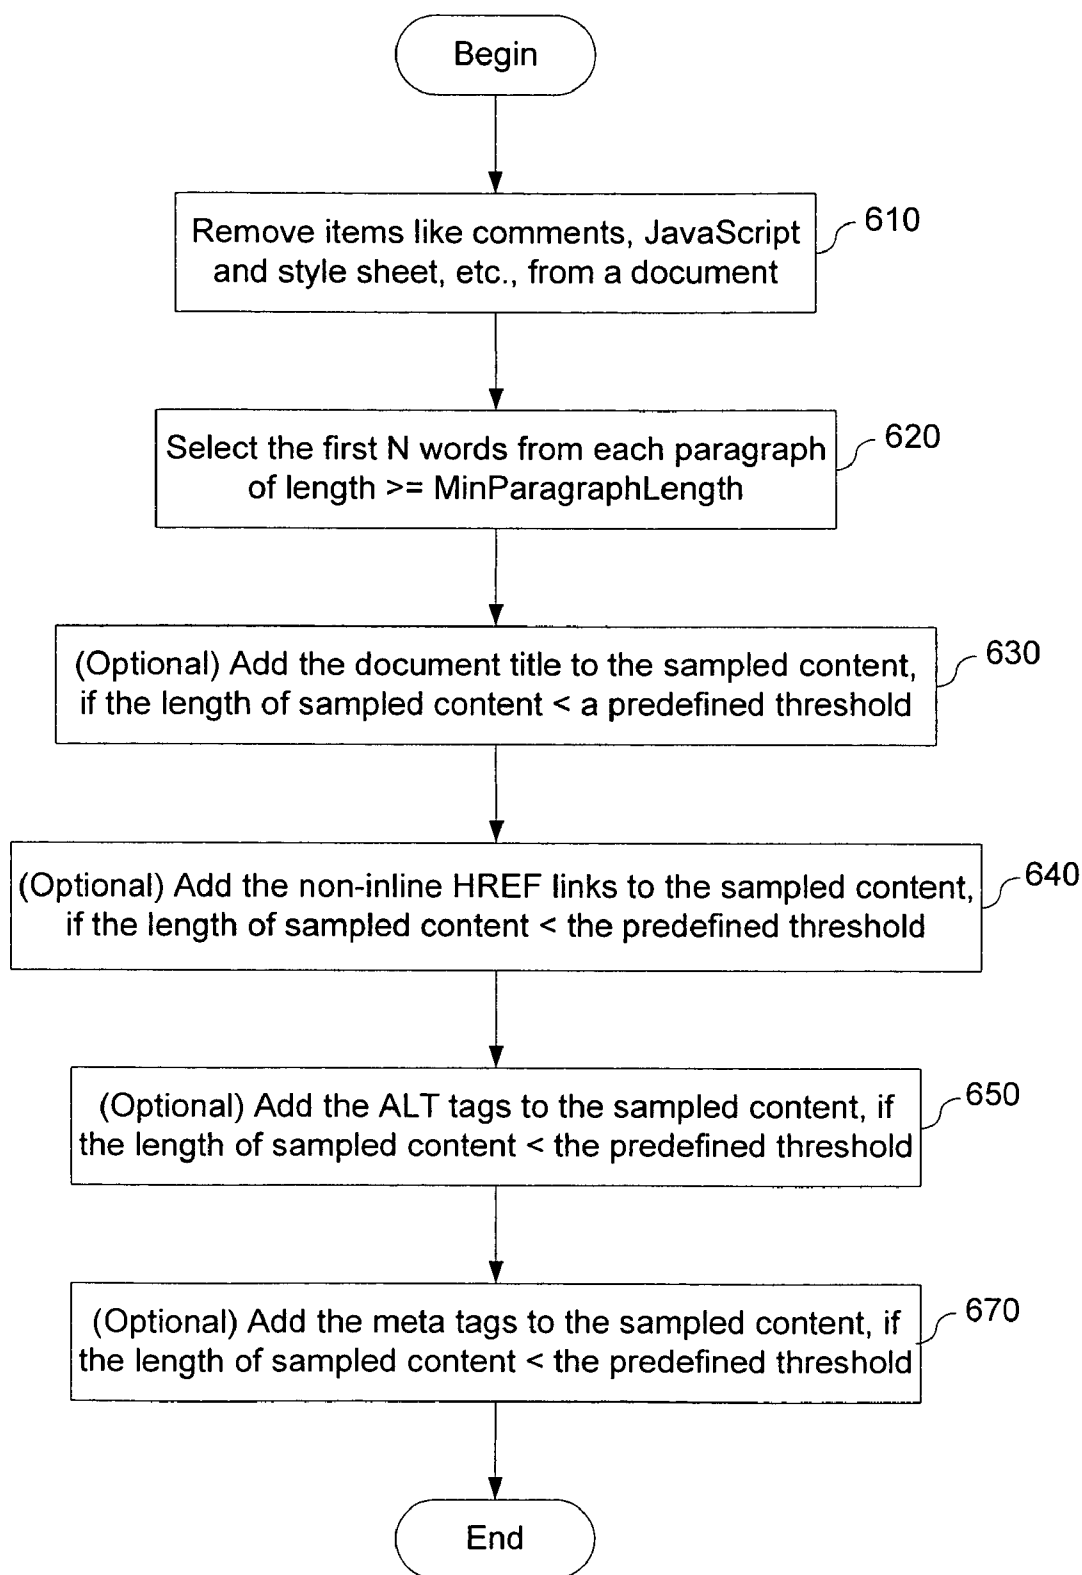 Begin
Remove items like comments, JavaScript
and style sheet, etc., from a document
610
Select the first N words from each paragraph
of length >= MinParagraphLength
620
(Optional) Add the document title to the sampled content,
if the length of sampled content < a predefined threshold
630
(Optional) Add the non-inline HREF links to the sampled content,
if the length of sampled content < the predefined threshold
640
(Optional) Add the ALT tags to the sampled content, if
the length of sampled content < the predefined threshold
650
(Optional) Add the meta tags to the sampled content, if
the length of sampled content < the predefined threshold
670
End